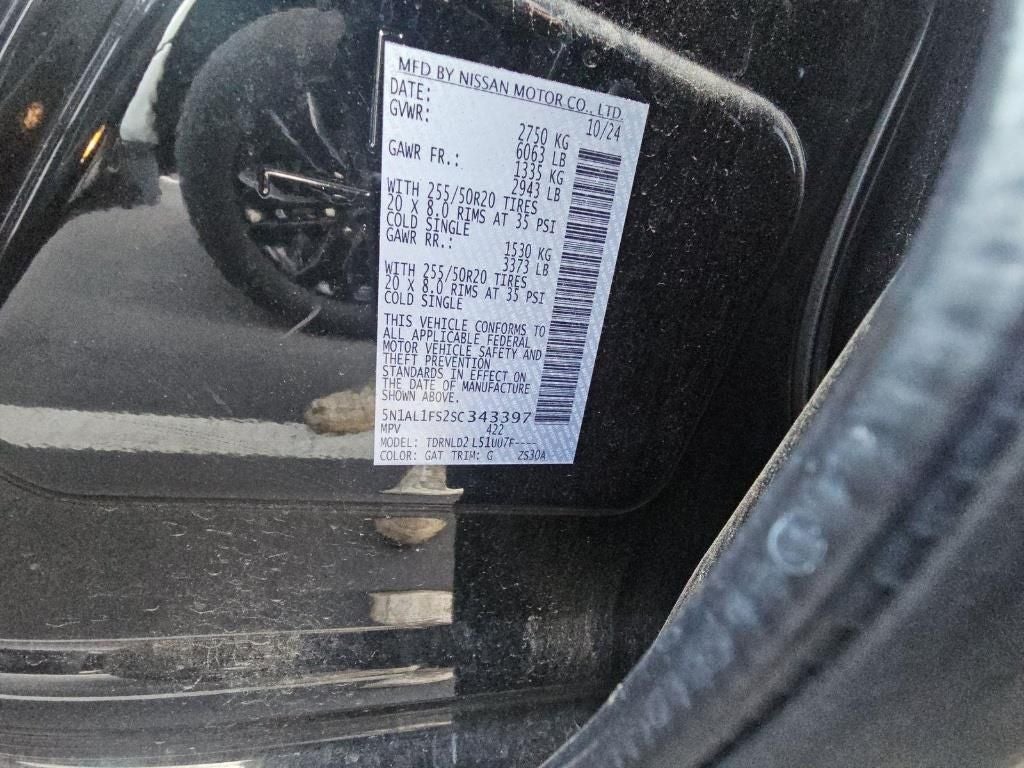 MFD BY NISSAN MOTOR CO., LTD.
DATE: 10/24
GVWR: 2750 KG
6063 LB
GAWR FR.: 1335 KG
2943 LB
WITH 255/50R20 TIRES
20 X 8.0 RIMS AT 35 PSI
COLD SINGLE
GAWR RR.: 1530 KG
3373 LB
WITH 255/50R20 TIRES
20 X 8.0 RIMS AT 35 PSI
COLD SINGLE
THIS VEHICLE CONFORMS TO
ALL APPLICABLE FEDERAL
MOTOR VEHICLE SAFETY AND
THEFT PREVENTION
STANDARDS IN EFFECT ON
THE DATE OF MANUFACTURE
SHOWN ABOVE.
5N1AL1FS2SC343397
MPV 422
MODEL: TDRNLD2 L51UU7F----
COLOR: GAT TRIM: G ZS30A